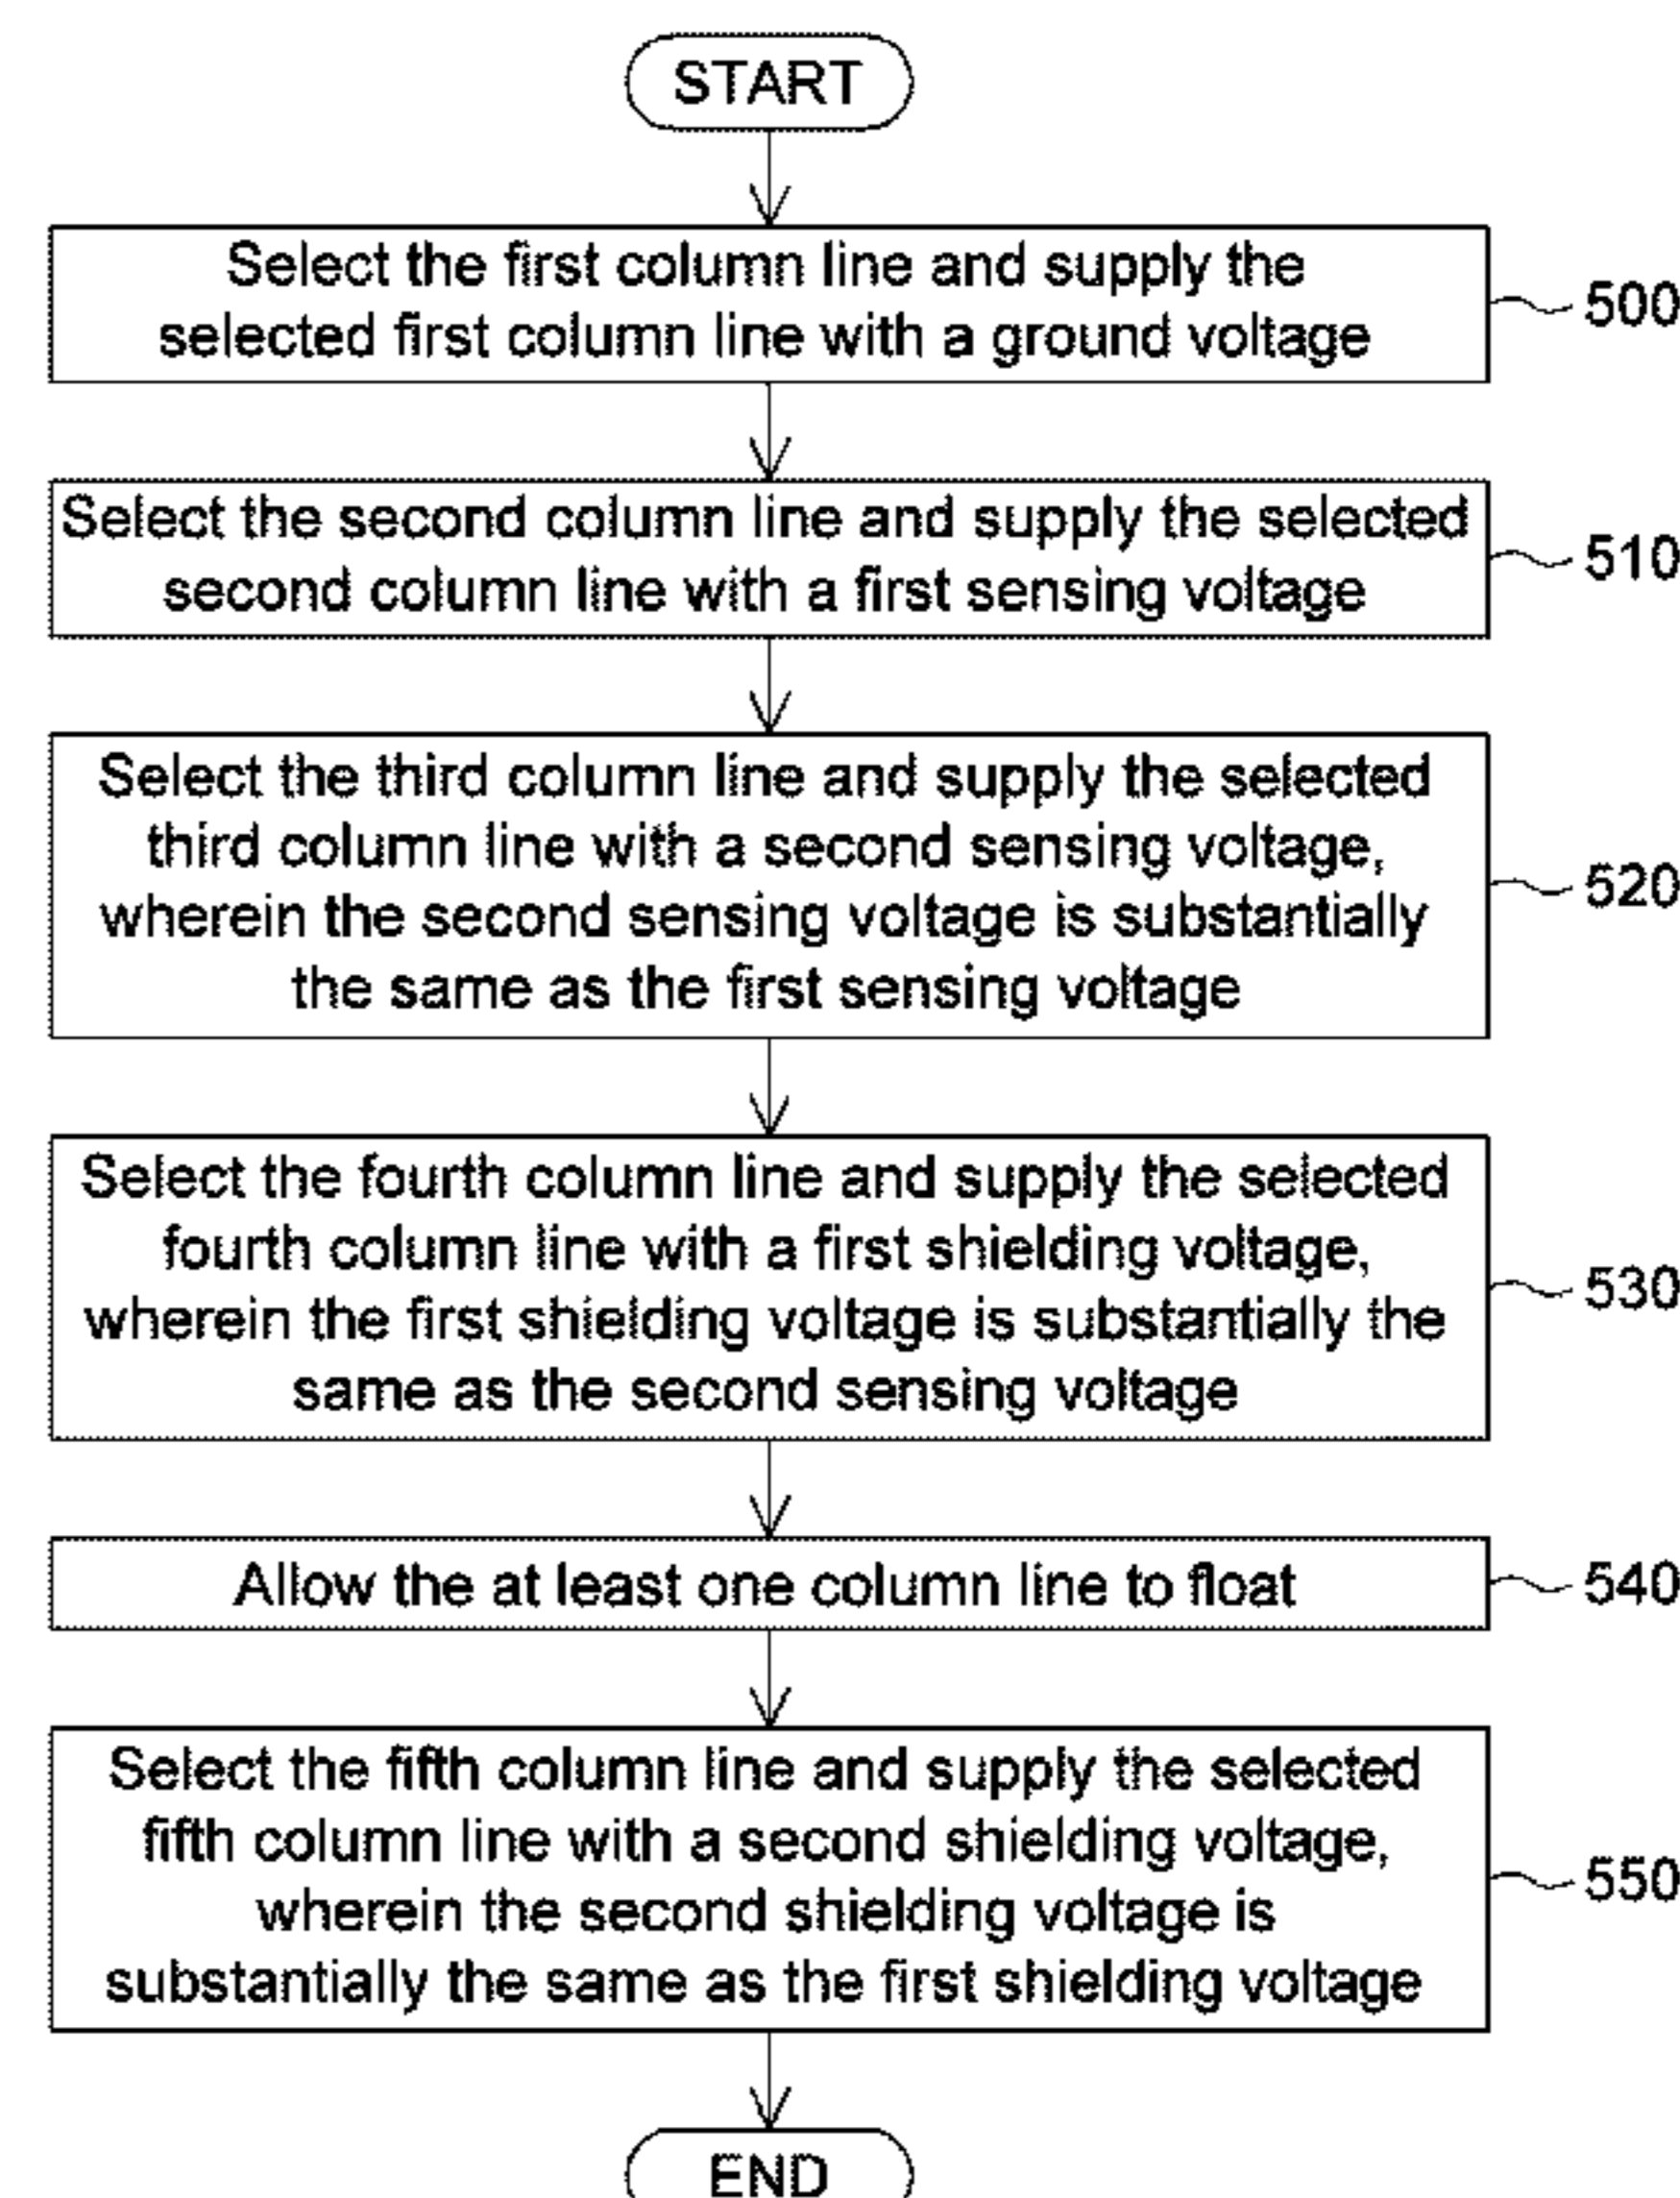 START
Select the first column line and supply the
selected first column line with a ground voltage
500
Select the second column line and supply the selected
second column line with a first sensing voltage
510
Select the third column line and supply the selected
third column line with a second sensing voltage,
wherein the second sensing voltage is substantially
the same as the first sensing voltage
520
Select the fourth column line and supply the selected
fourth column line with a first shielding voltage,
wherein the first shielding voltage is substantially the
same as the second sensing voltage
530
Allow the at least one column line to float
540
Select the fifth column line and supply the selected
fifth column line with a second shielding voltage,
wherein the second shielding voltage is
substantially the same as the first shielding voltage
550
END